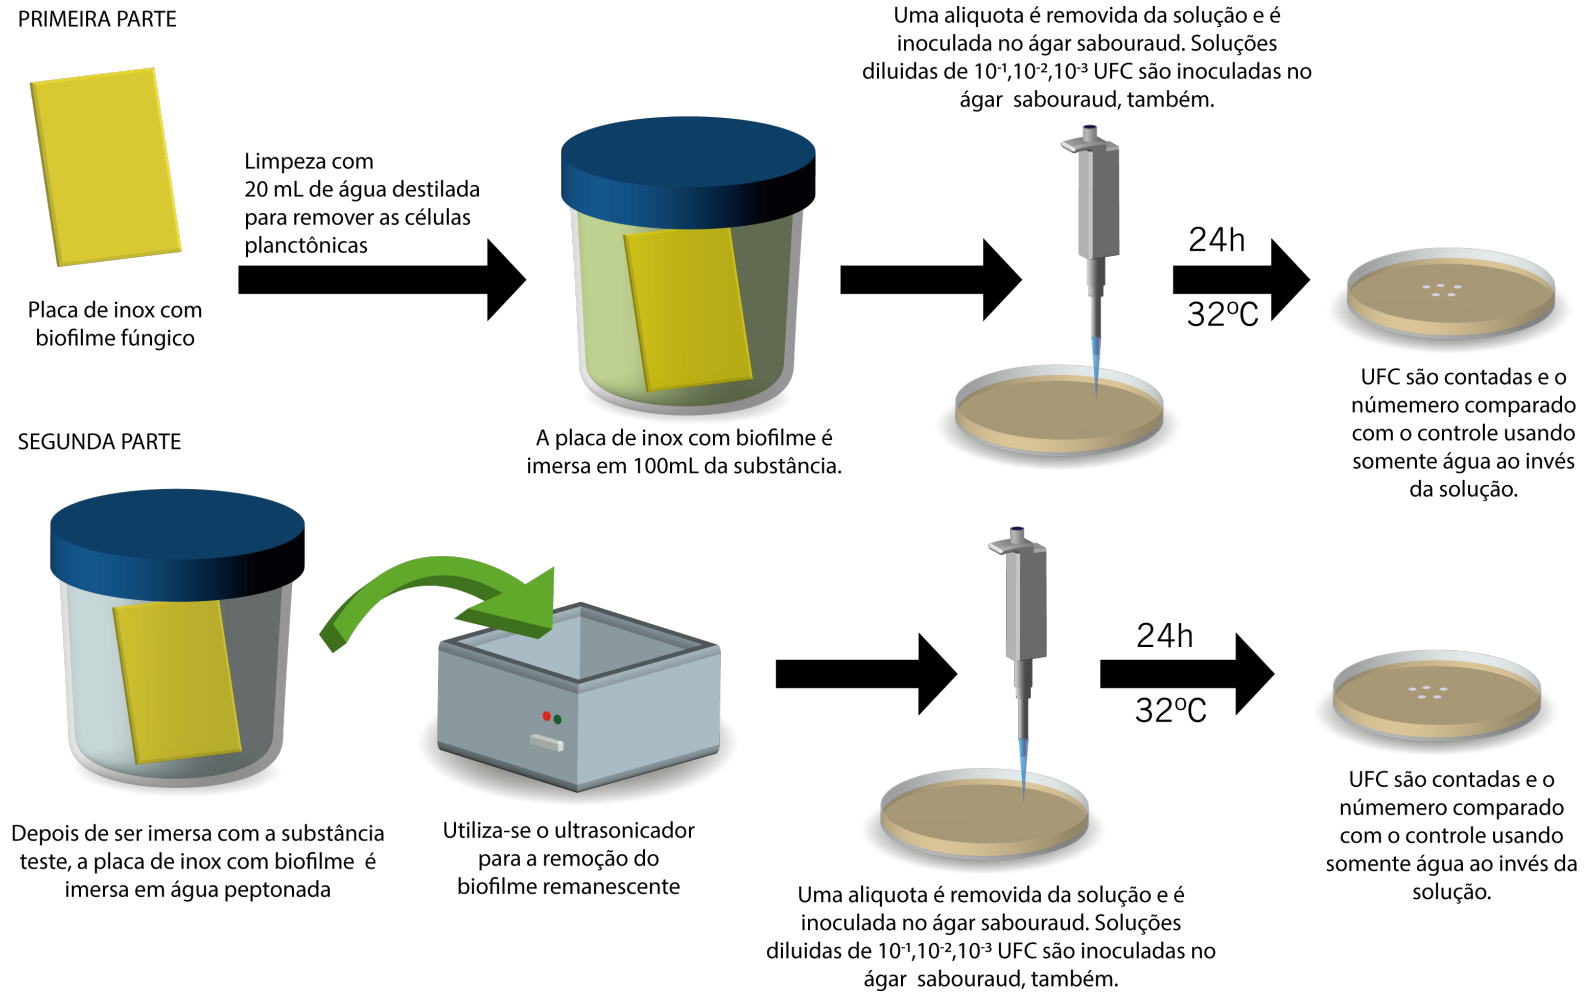 PRIMEIRA PARTE
Placa de inox com
biofilme fúngico
Limpeza com
20 mL de água destilada
para remover as células
planctônicas
A placa de inox com biofilme é
imersa em 100mL da substância.
Uma aliquota é removida da solução e é
inoculada no ágar sabouraud. Soluções
diluidas de 10⁻¹,10⁻²,10⁻³ UFC são inoculadas no
ágar sabouraud, também.
24h
32ºC
UFC são contadas e o
númemero comparado
com o controle usando
somente água ao invés
da solução.
SEGUNDA PARTE
Depois de ser imersa com a substância
teste, a placa de inox com biofilme é
imersa em água peptonada
Utiliza-se o ultrasonicador
para a remoção do
biofilme remanescente
Uma aliquota é removida da solução e é
inoculada no ágar sabouraud. Soluções
diluidas de 10⁻¹,10⁻²,10⁻³ UFC são inoculadas no
ágar sabouraud, também.
24h
32ºC
UFC são contadas e o
númemero comparado
com o controle usando
somente água ao invés da
solução.